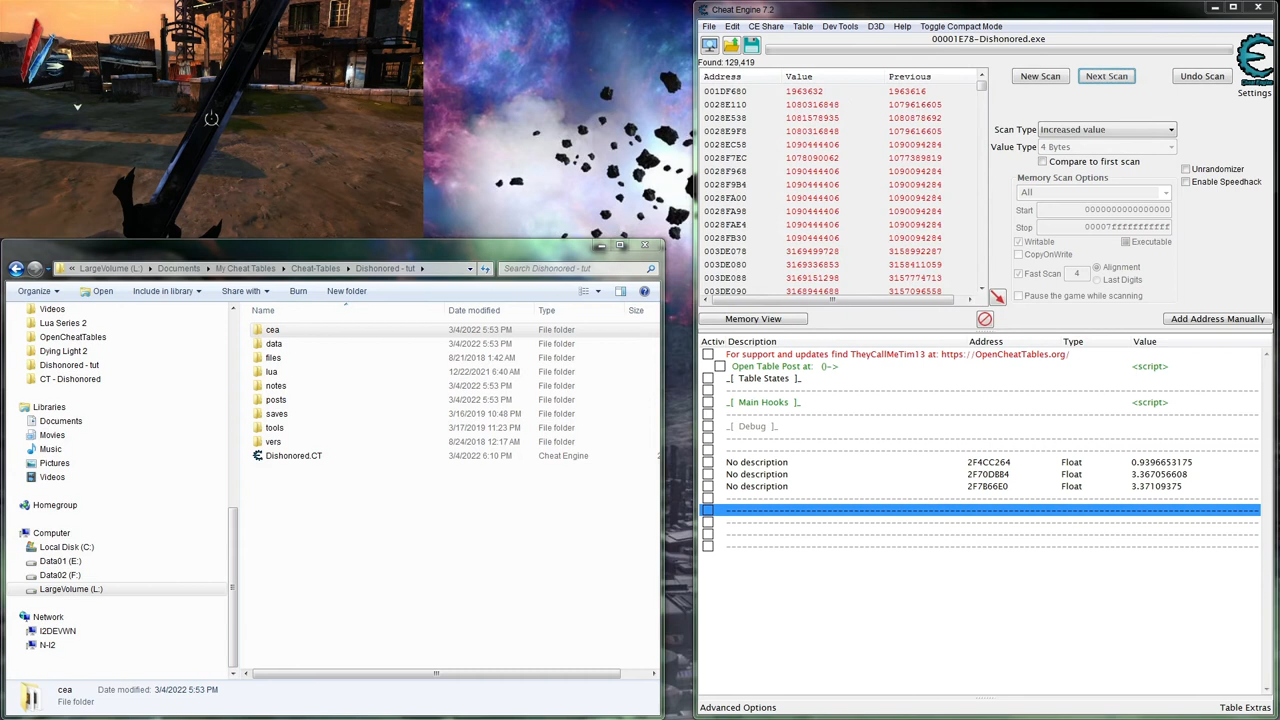 Cheat Engine 7.2
File Edit CE Share Table Dev Tools D3D Help Toggle Compact Mode
00001E78-Dishonored.exe
Found: 129,419
Address Value Previous
001DF680 1963632 1963616
0028E110 1080316848 1079616605
0028E538 1081578935 1080878692
0028E9F8 1080316848 1079616605
0028EC58 1090444406 1090094284
0028F7EC 1078090062 1077389819
0028F968 1090444406 1090094284
0028F9B4 1090444406 1090094284
0028FA00 1090444406 1090094284
0028FA98 1090444406 1090094284
0028FAE4 1090444406 1090094284
0028FB30 1090444406 1090094284
003DE078 3169499728 3158992287
003DE080 3169336853 3158411069
003DE088 3169151298 3157774713
003DE090 3168944688 3157096558
New Scan Next Scan Undo Scan
Settings
Scan Type Increased value
Value Type 4 Bytes
Compare to first scan
Memory Scan Options
All
Start 0000000000000000
Stop 00007fffffffffff
Writable Executable
CopyOnWrite
Fast Scan 4 Alignment
Last Digits
Pause the game while scanning
Unrandomizer
Enable Speedhack
Memory View Add Address Manually
Active Description Address Type Value
For support and updates find TheyCallMeTim13 at: https://OpenCheatTables.org/
Open Table Post at: ()-> <script>
_[ Table States ]_
_[ Main Hooks ]_ <script>
_[ Debug ]_
No description 2F4CC264 Float 0.9396653175
No description 2F70DBB4 Float 3.367056608
No description 2F7B66E0 Float 3.37109375
Advanced Options Table Extras
« LargeVolume (L:) Documents My Cheat Tables Cheat-Tables Dishonored - tut
Search Dishonored - tut
Organize Open Include in library Share with Burn New folder
Name Date modified Type Size
cea 3/4/2022 5:53 PM File folder
data 3/4/2022 5:53 PM File folder
files 8/21/2018 1:42 AM File folder
lua 12/22/2021 6:40 AM File folder
notes 3/4/2022 5:53 PM File folder
posts 3/4/2022 5:53 PM File folder
saves 3/16/2019 10:48 PM File folder
tools 3/17/2019 11:23 PM File folder
vers 8/24/2018 12:17 AM File folder
Dishonored.CT 3/4/2022 6:10 PM Cheat Engine
Videos
Lua Series 2
OpenCheatTables
Dying Light 2
Dishonored - tut
CT - Dishonored
Libraries
Documents
Movies
Music
Pictures
Videos
Homegroup
Computer
Local Disk (C:)
Data01 (E:)
Data02 (F:)
LargeVolume (L:)
Network
I2DEVWN
N-I2
cea Date modified: 3/4/2022 5:53 PM
File folder